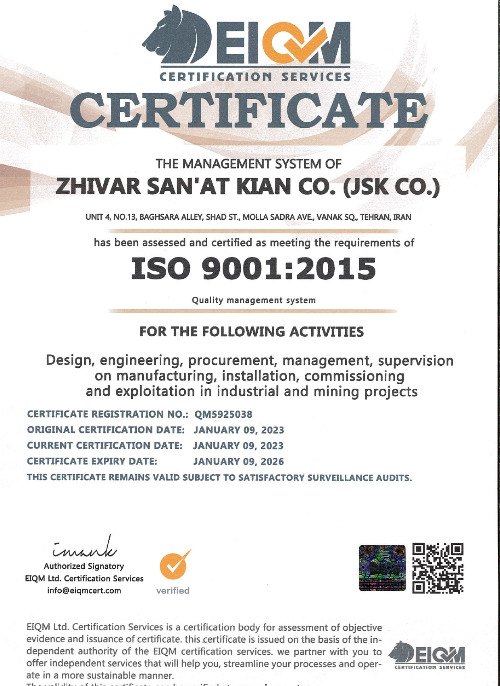 EIQM
CERTIFICATION SERVICES
CERTIFICATE
THE MANAGEMENT SYSTEM OF
ZHIVAR SAN'AT KIAN CO. (JSK CO.)
UNIT 4, NO.13, BAGHSARA ALLEY, SHAD ST., MOLLA SADRA AVE., VANAK SQ., TEHRAN, IRAN
has been assessed and certified as meeting the requirements of
ISO 9001:2015
Quality management system
FOR THE FOLLOWING ACTIVITIES
Design, engineering, procurement, management, supervision
on manufacturing, installation, commissioning
and exploitation in industrial and mining projects
CERTIFICATE REGISTRATION NO.: QM5925038
ORIGINAL CERTIFICATION DATE: JANUARY 09, 2023
CURRENT CERTIFICATION DATE: JANUARY 09, 2023
CERTIFICATE EXPIRY DATE: JANUARY 09, 2026
THIS CERTIFICATE REMAINS VALID SUBJECT TO SATISFACTORY SURVEILLANCE AUDITS.
Authorized Signatory
EIQM Ltd. Certification Services
info@eiqmcert.com
verified
EIQM Ltd. Certification Services is a certification body for assessment of objective
evidence and issuance of certificate. this certificate is issued on the basis of the in-
dependent authority of the EIQM certification services. we partner with you to
offer independent services that will help you, streamline your processes and oper-
ate in a more sustainable manner.
EIQM
CERTIFICATION SERVICES